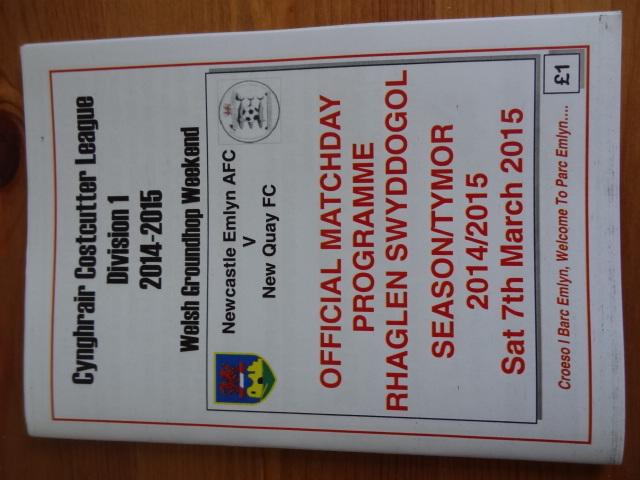 Cynghrair Costcutter League
Division 1
2014-2015
Welsh Groundhop Weekend
Newcastle Emlyn AFC
V
New Quay FC
OFFICIAL MATCHDAY
PROGRAMME
RHAGLEN SWYDDOGOL
SEASON/TYMOR
2014/2015
Sat 7th March 2015
£1
Croeso I Barc Emlyn, Welcome To Parc Emlyn....